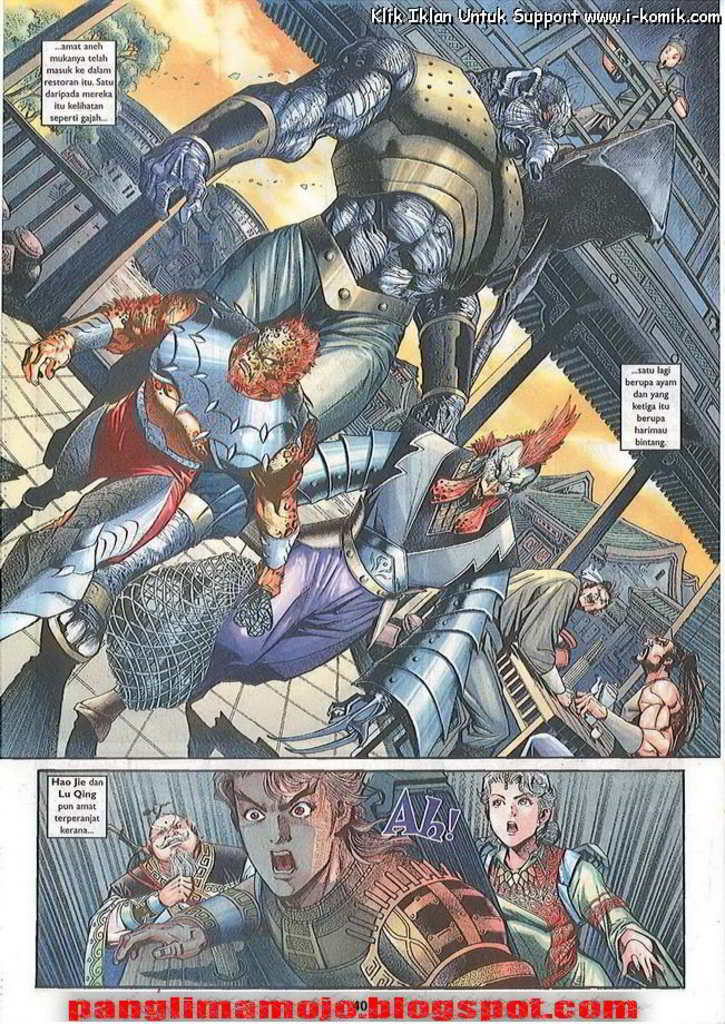 Klik Iklan Untuk Support www.i-komik.com
...amat aneh
mukanya telah
masuk ke dalam
restoran itu. Satu
daripada mereka
itu kelihatan
seperti gajah...
...satu lagi
berupa ayam
dan yang
ketiga itu
berupa
harimau
bintang.
Hao Jie dan
Lu Qing
pun amat
terperanjat
kerana...
Ah!
40
panglimamojo.blogspot.com